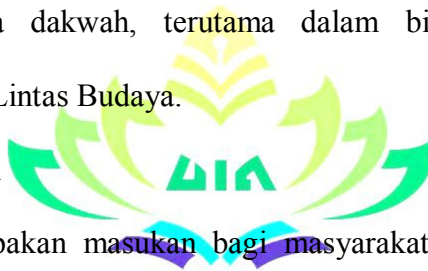 a dakwah, terutama dalam bi
Lintas Budaya.
UIN
pakan masukan bagi masyarakat